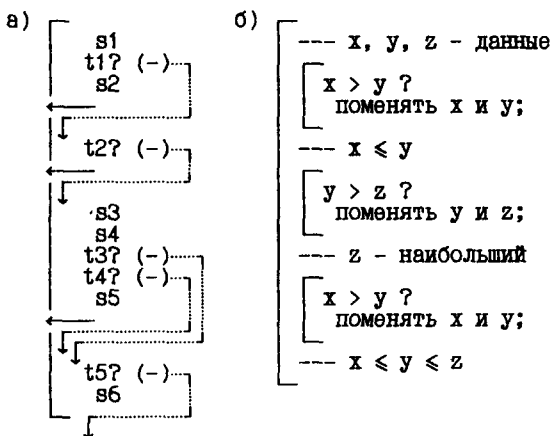 а)
s1
t1? (-)
s2
t2? (-)
s3
s4
t3? (-)
t4? (-)
s5
t5? (-)
s6
б)
--- x, y, z - данные
x > y ?
поменять x и y;
--- x ⩽ y
y > z ?
поменять y и z;
--- z - наибольший
x > y ?
поменять x и y;
--- x ⩽ y ⩽ z